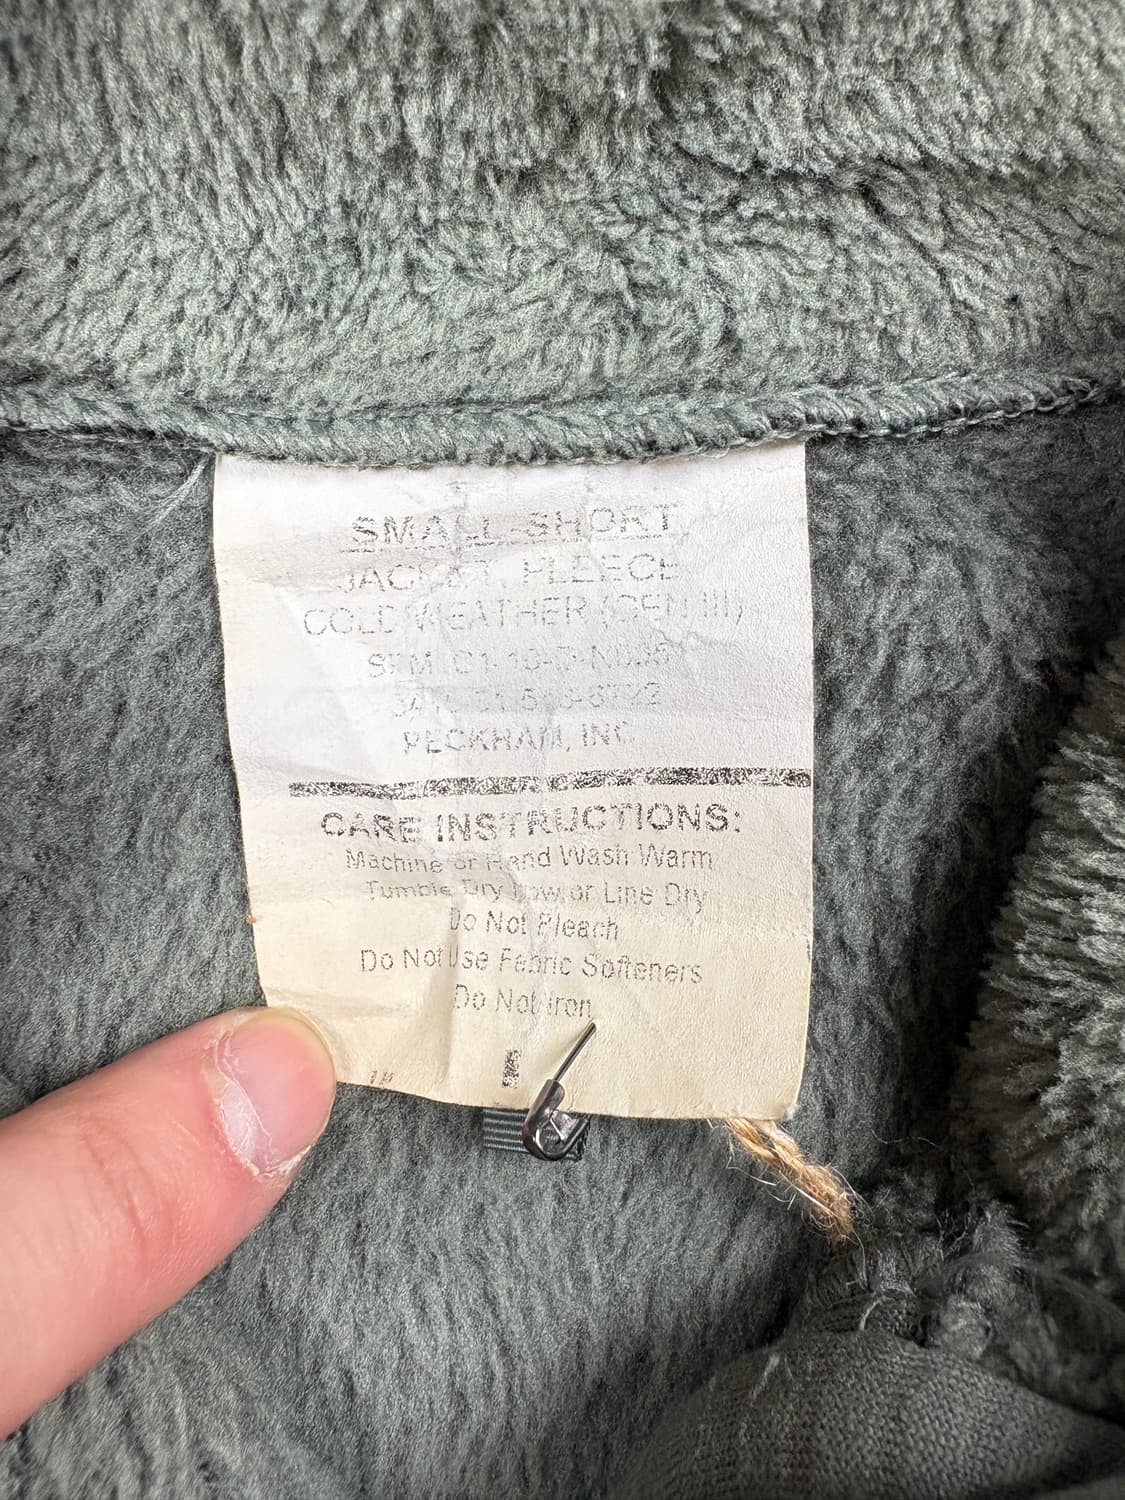 SMALL-SHORT
JACKET, FLEECE
COLD WEATHER (GEN III)
PECKHAM, INC.
CARE INSTRUCTIONS:
Machine or Hand Wash Warm
Tumble Dry Low or Line Dry
Do Not Bleach
Do Not Use Fabric Softeners
Do Not Iron